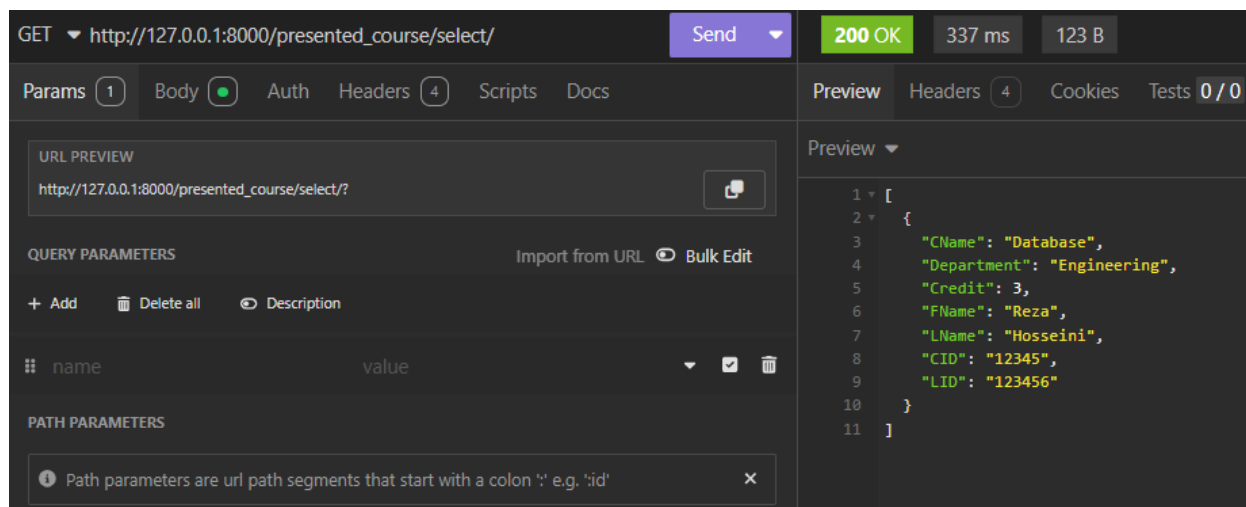 GET http://127.0.0.1:8000/presented_course/select/ Send
Params 1 Body Auth Headers 4 Scripts Docs
URL PREVIEW
http://127.0.0.1:8000/presented_course/select/?
QUERY PARAMETERS Import from URL Bulk Edit
+ Add Delete all Description
name value
PATH PARAMETERS
Path parameters are url path segments that start with a colon ':' e.g. ':id'
200 OK 337 ms 123 B
Preview Headers 4 Cookies Tests 0 / 0
Preview
1 [
2 {
3 "CName": "Database",
4 "Department": "Engineering",
5 "Credit": 3,
6 "FName": "Reza",
7 "LName": "Hosseini",
8 "CID": "12345",
9 "LID": "123456"
10 }
11 ]